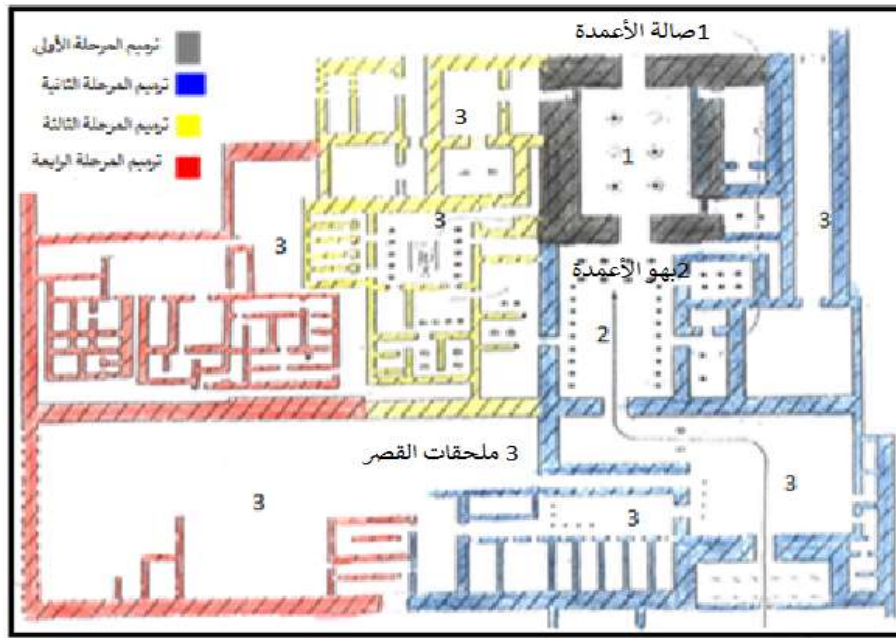 1صالة الأعمدة
ترميم المرحلة الأولى
ترميم المرحلة الثانية
ترميم المرحلة الثالثة
ترميم المرحلة الرابعة
3
1
3
3
3
2بهو الأعمدة
2
3 ملحقات القصر
3
3
3